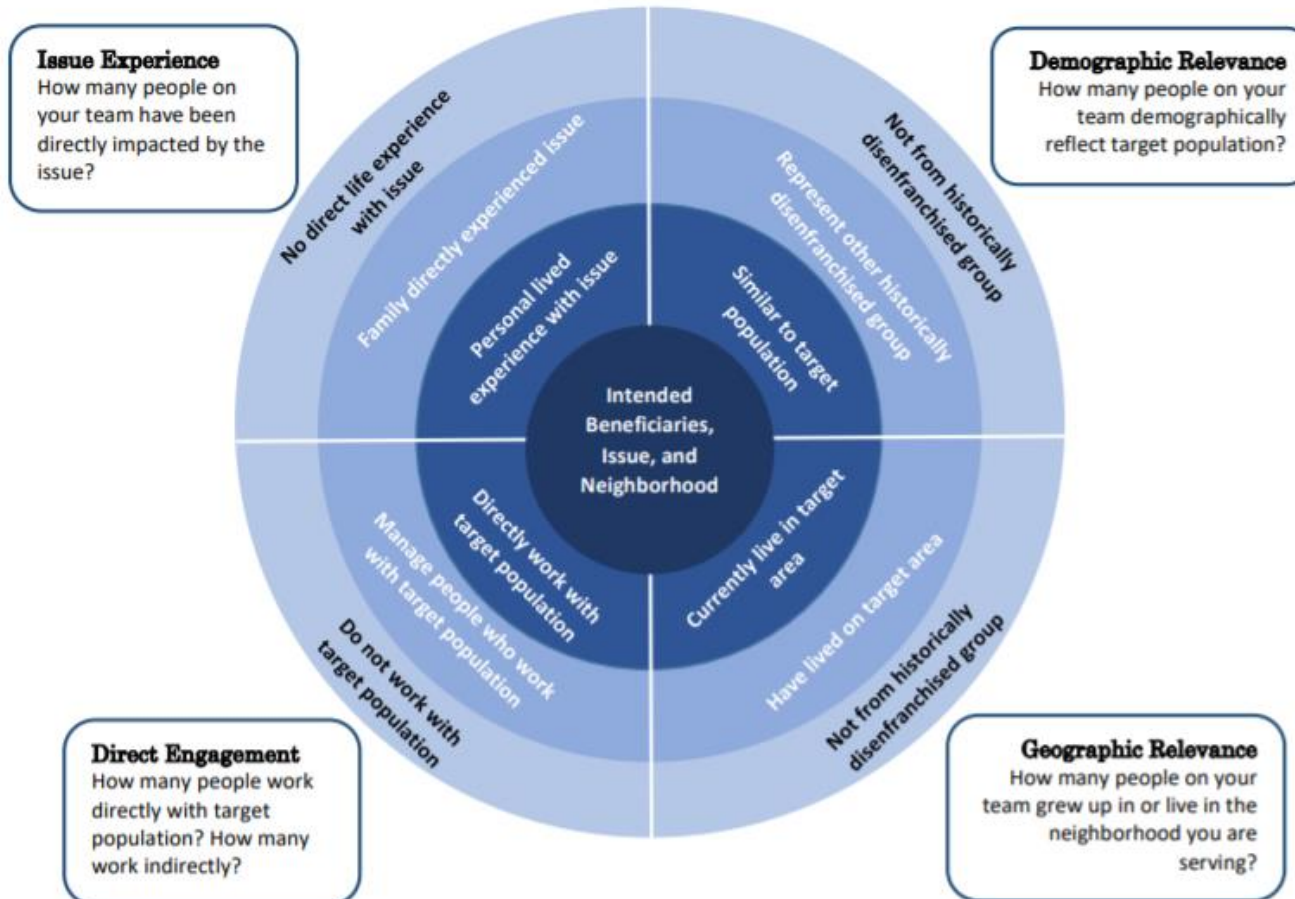 Issue Experience
How many people on
your team have been
directly impacted by the
issue?
Demographic Relevance
How many people on your
team demographically
reflect target population?
No direct life experience
with issue
Family directly experienced issue
Personal lived
experience with issue
Not from historically
disenfranchised group
Represent other historically
disenfranchised group
Similar to target
population
Intended
Beneficiaries,
Issue, and
Neighborhood
Directly work with
target population
Manage people who work
with target population
Do not work with
target population
Currently live in target
area
Have lived on target area
Not from historically
disenfranchised group
Direct Engagement
How many people work
directly with target
population? How many
work indirectly?
Geographic Relevance
How many people on your
team grew up in or live in the
neighborhood you are
serving?